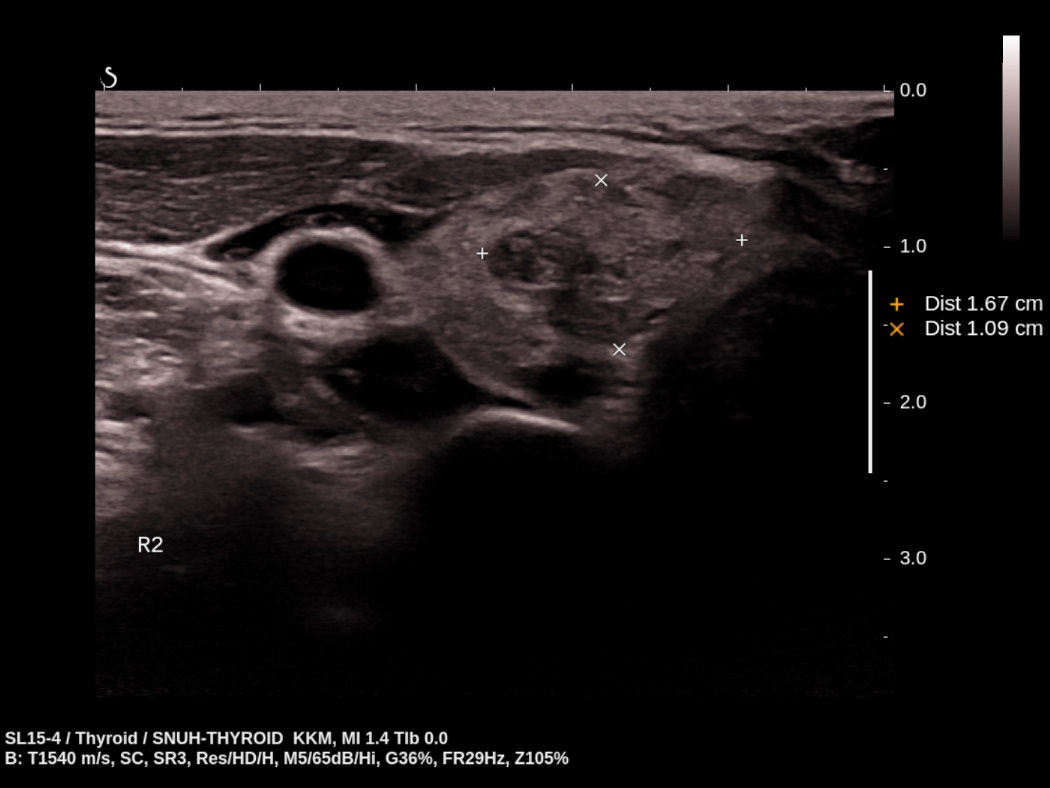 S
0.0
1.0
+ Dist 1.67 cm
× Dist 1.09 cm
2.0
R2
3.0
SL15-4 / Thyroid / SNUH-THYROID KKM, MI 1.4 TIb 0.0
B: T1540 m/s, SC, SR3, Res/HD/H, M5/65dB/Hi, G36%, FR29Hz, Z105%